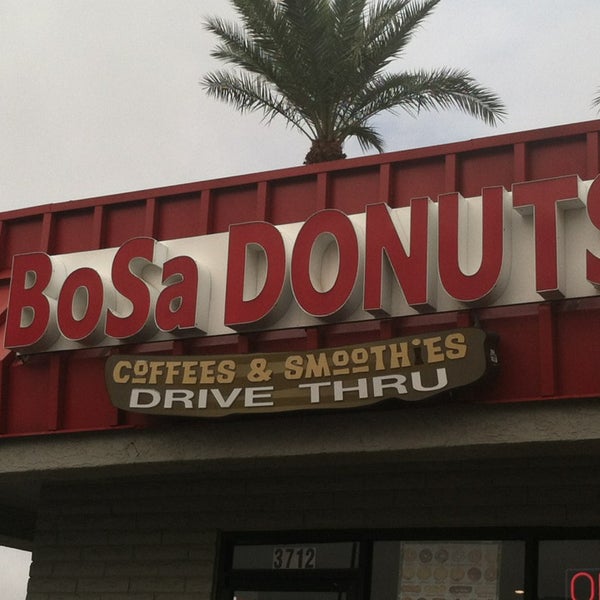 BoSa DONUTS
COFFEES & SMOOTHiES
DRIVE THRU
3712